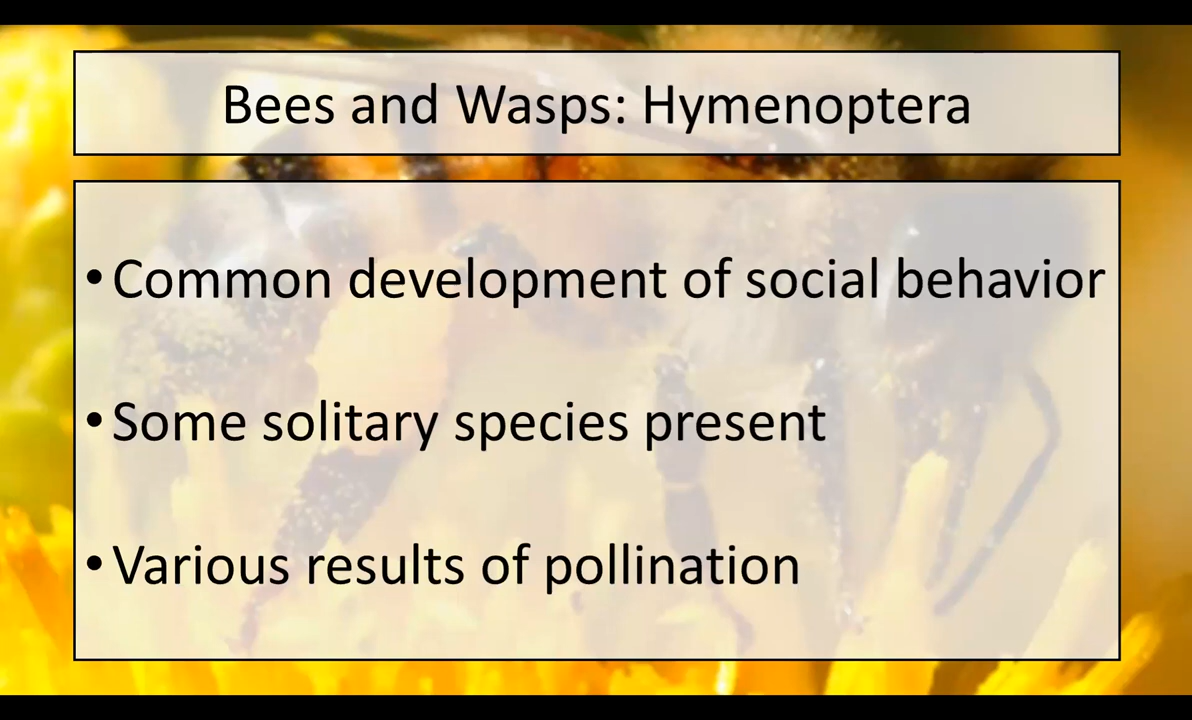 Bees and Wasps: Hymenoptera
• Common development of social behavior
• Some solitary species present
• Various results of pollination